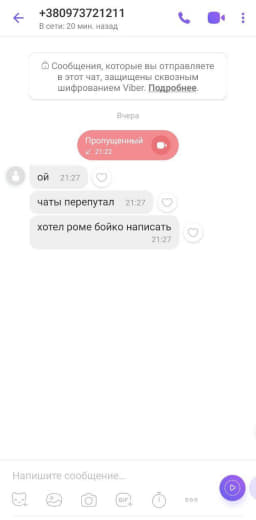 +380973721211
В сети: 20 мин. назад
Сообщения, которые вы отправляете
в этот чат, защищены сквозным
шифрованием Viber. Подробнее.
Вчера
Пропущенный
21:22
ой 21:27
чаты перепутал 21:27
хотел роме бойко написать
21:27
Напишите сообщение...
GIF